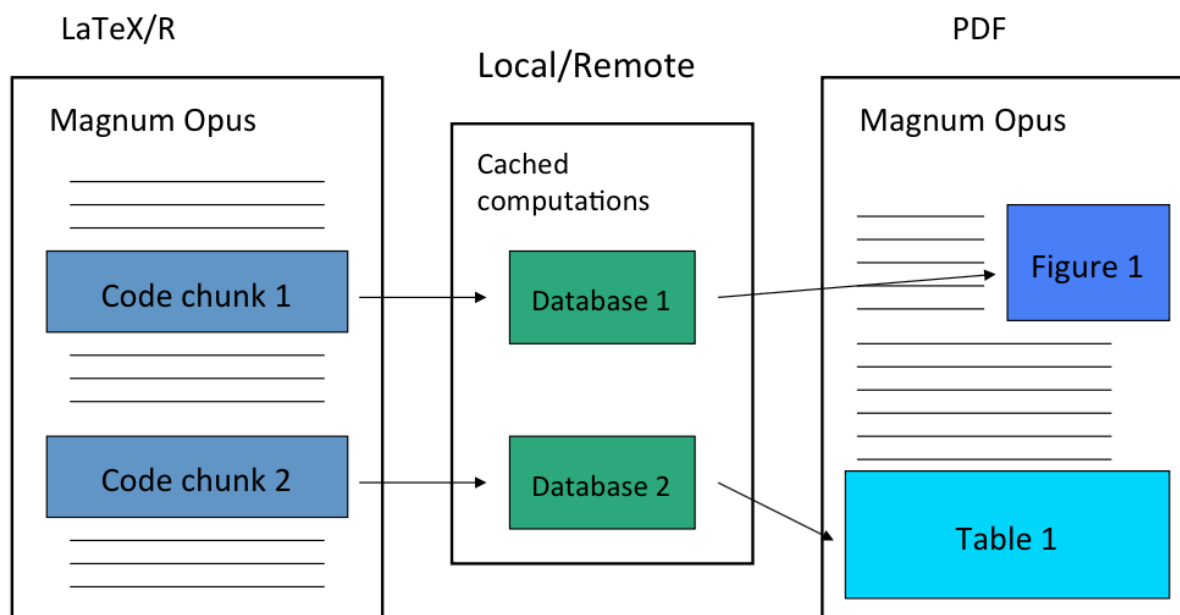 LaTeX/R
Magnum Opus
Code chunk 1
Code chunk 2
Local/Remote
Cached
computations
Database 1
Database 2
PDF
Magnum Opus
Figure 1
Table 1